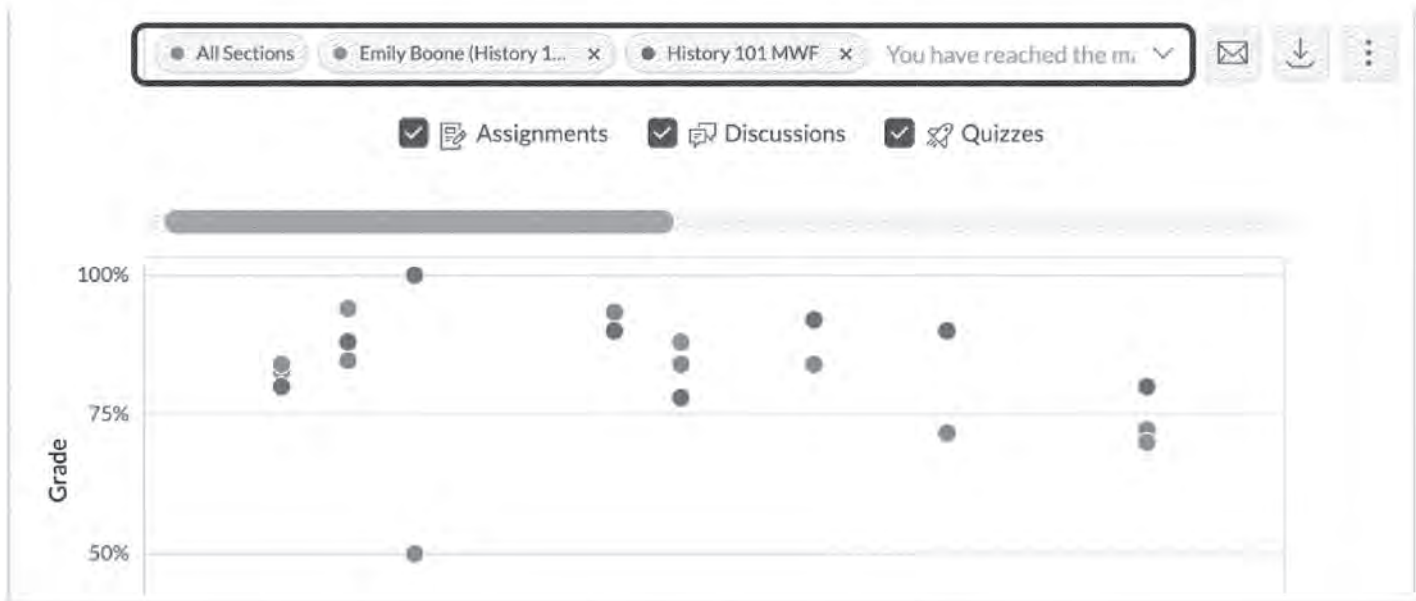 All Sections Emily Boone (History 1... × History 101 MWF × You have reached the
Assignments Discussions Quizzes
100%
75%
Grade
50%